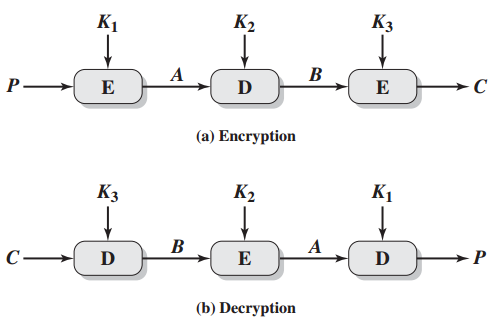 K1 K2 K3
P E A D B E C
(a) Encryption
K3 K2 K1
C D B E A D P
(b) Decryption